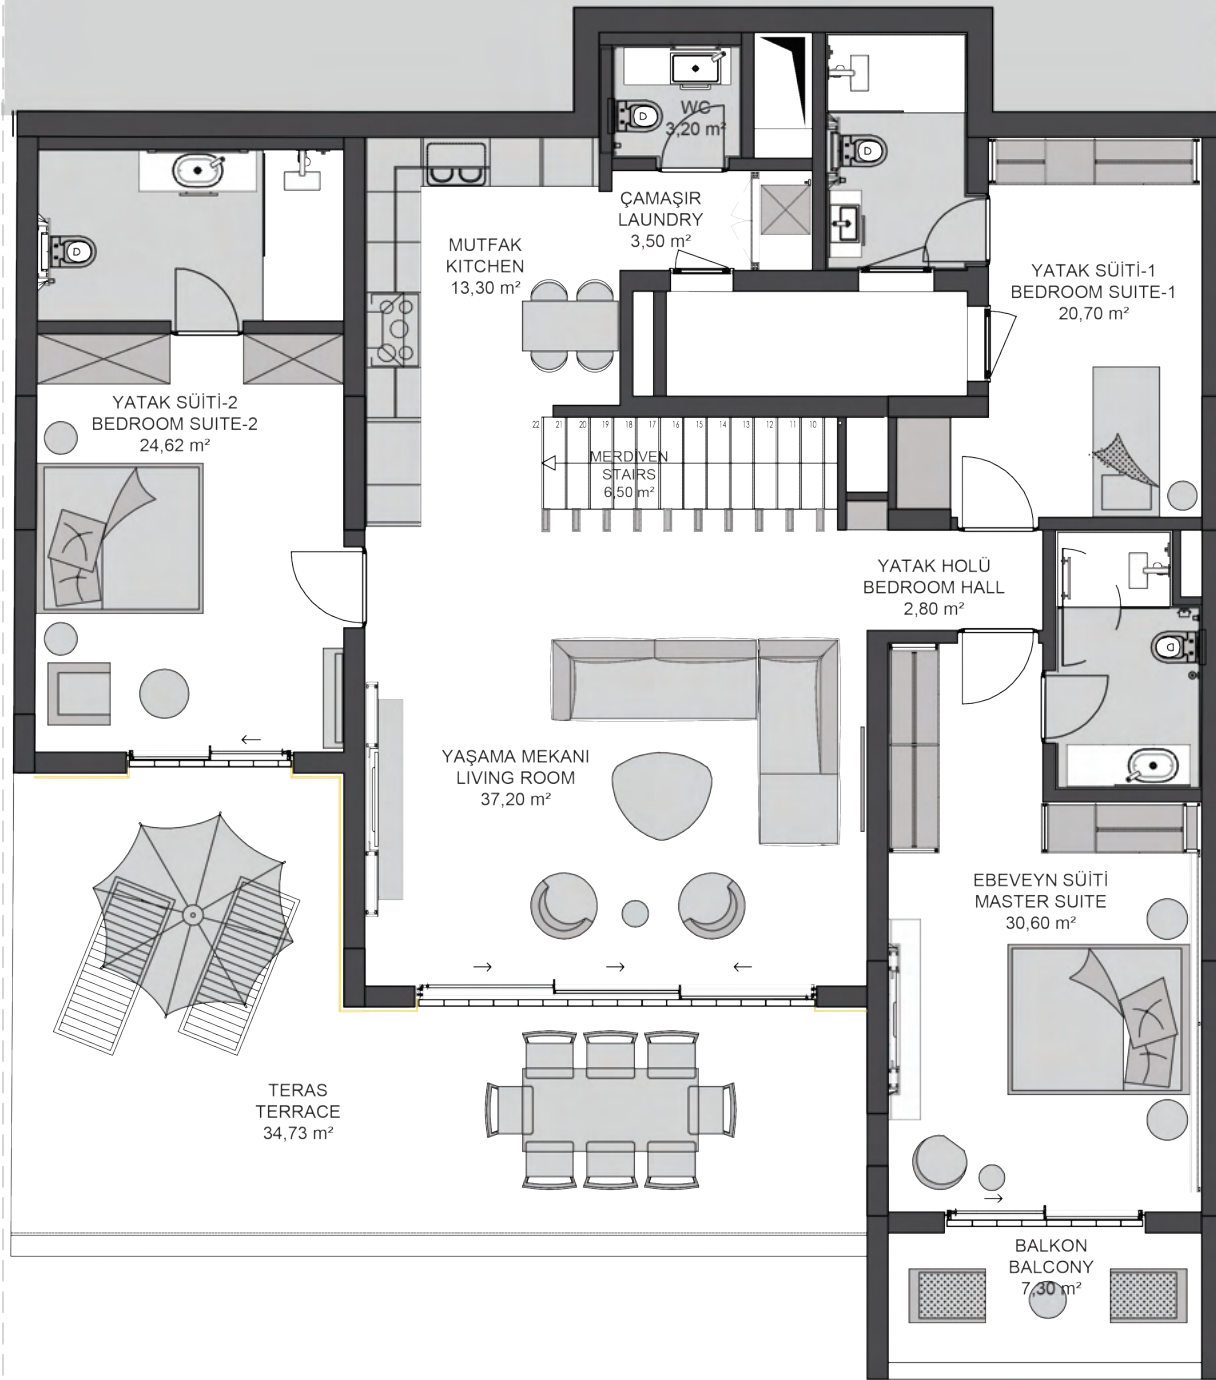 WC
3,20 m²
ÇAMAŞIR
LAUNDRY
3,50 m²
MUTFAK
KITCHEN
13,30 m²
YATAK SÜİTİ-1
BEDROOM SUITE-1
20,70 m²
YATAK SÜİTİ-2
BEDROOM SUITE-2
24,62 m²
22 21 20 19 18 17 16 15 14 13 12 11 10
MERDİVEN
STAIRS
6,50 m²
YATAK HOLÜ
BEDROOM HALL
2,80 m²
YAŞAMA MEKANI
LIVING ROOM
37,20 m²
EBEVEYN SÜİTİ
MASTER SUITE
30,60 m²
TERAS
TERRACE
34,73 m²
BALKON
BALCONY
7,30 m²